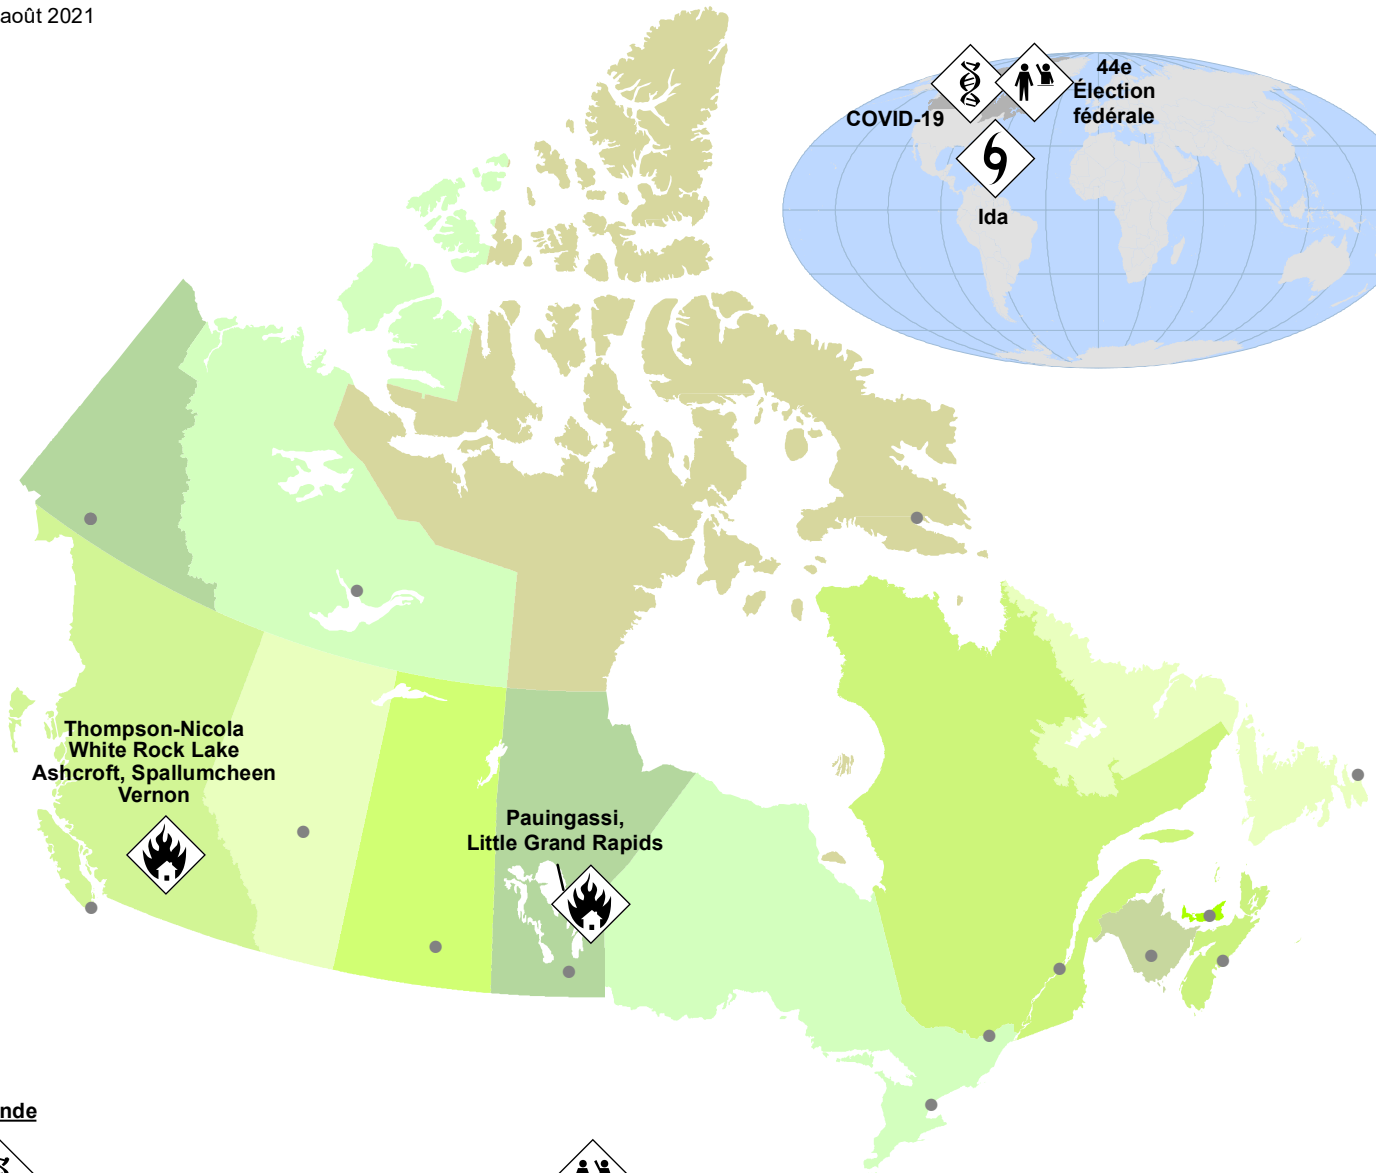 août 2021
44e
Élection
fédérale
COVID-19
Ida
Thompson-Nicola
White Rock Lake
Ashcroft, Spallumcheen
Vernon
Pauingassi,
Little Grand Rapids
nde